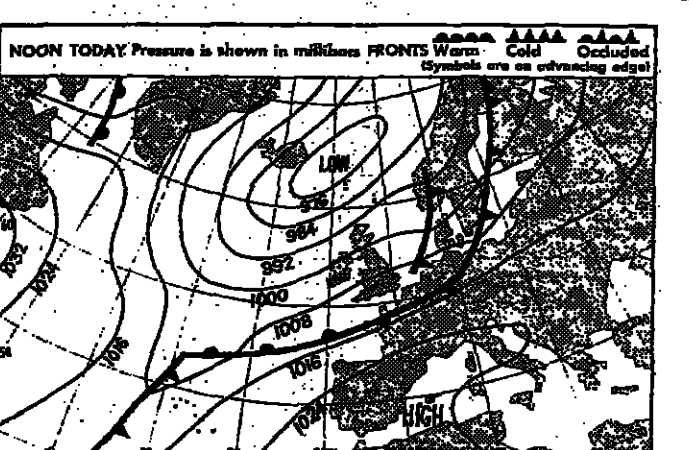 NOON TODAY. Pressure is shown in millibars FRONTS Warm Cold Occluded
(Symbols are on advancing edge)
LOW
976
984
992
1000
1008
1016
1032
1024
1016
HIGH